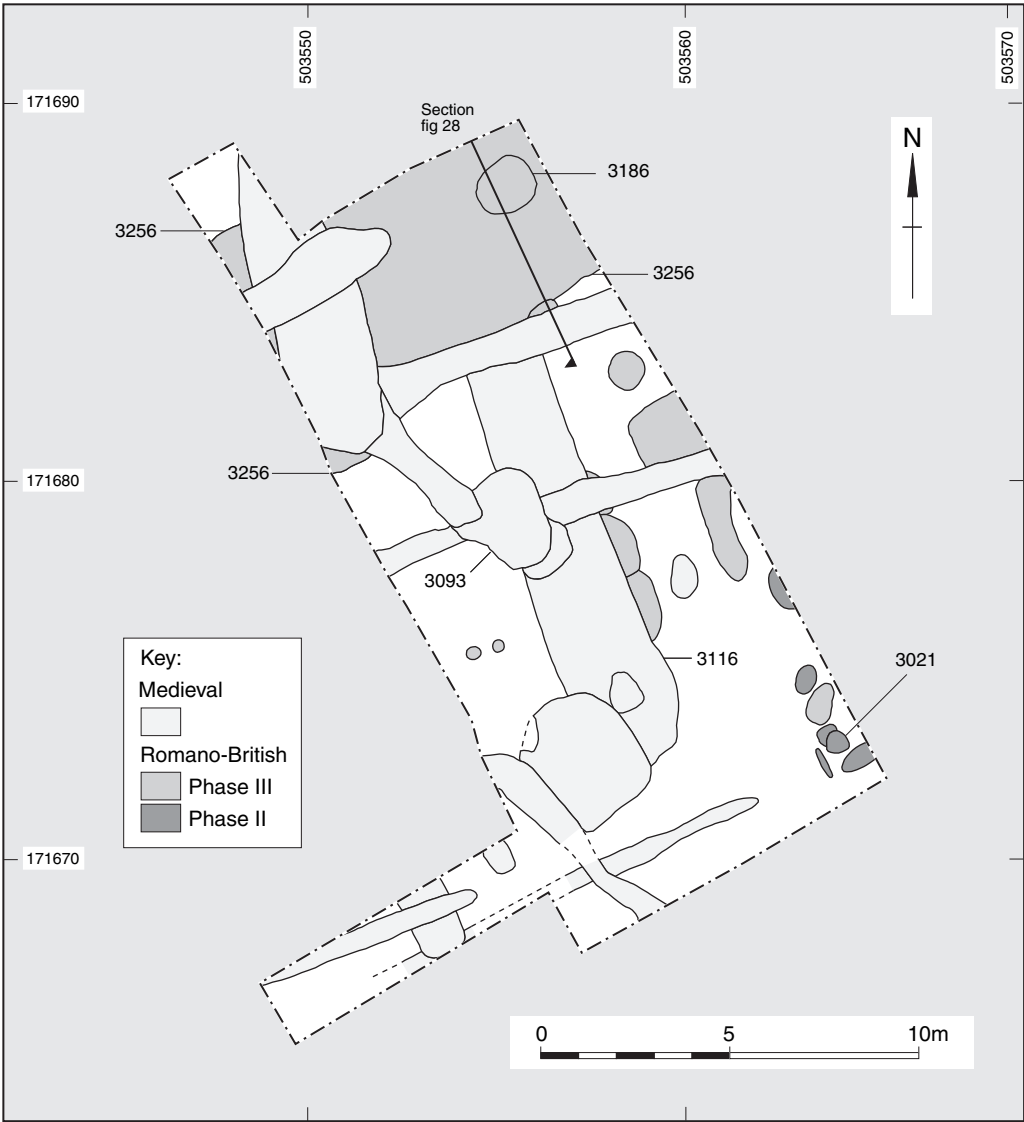 503550
503560
503570
171690
Section
fig 28
N
3186
3256
3256
3256
171680
3093
3116
3021
Key:
Medieval
Romano-British
Phase III
Phase II
171670
0 5 10m